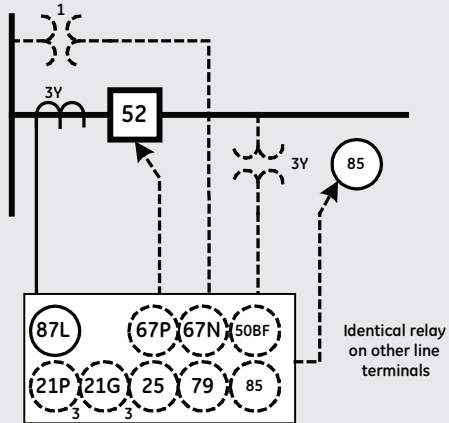 1
3Y
52
3Y
85
87L
67P
67N
50BF
Identical relay
on other line
terminals
21P
3
21G
3
25
79
85